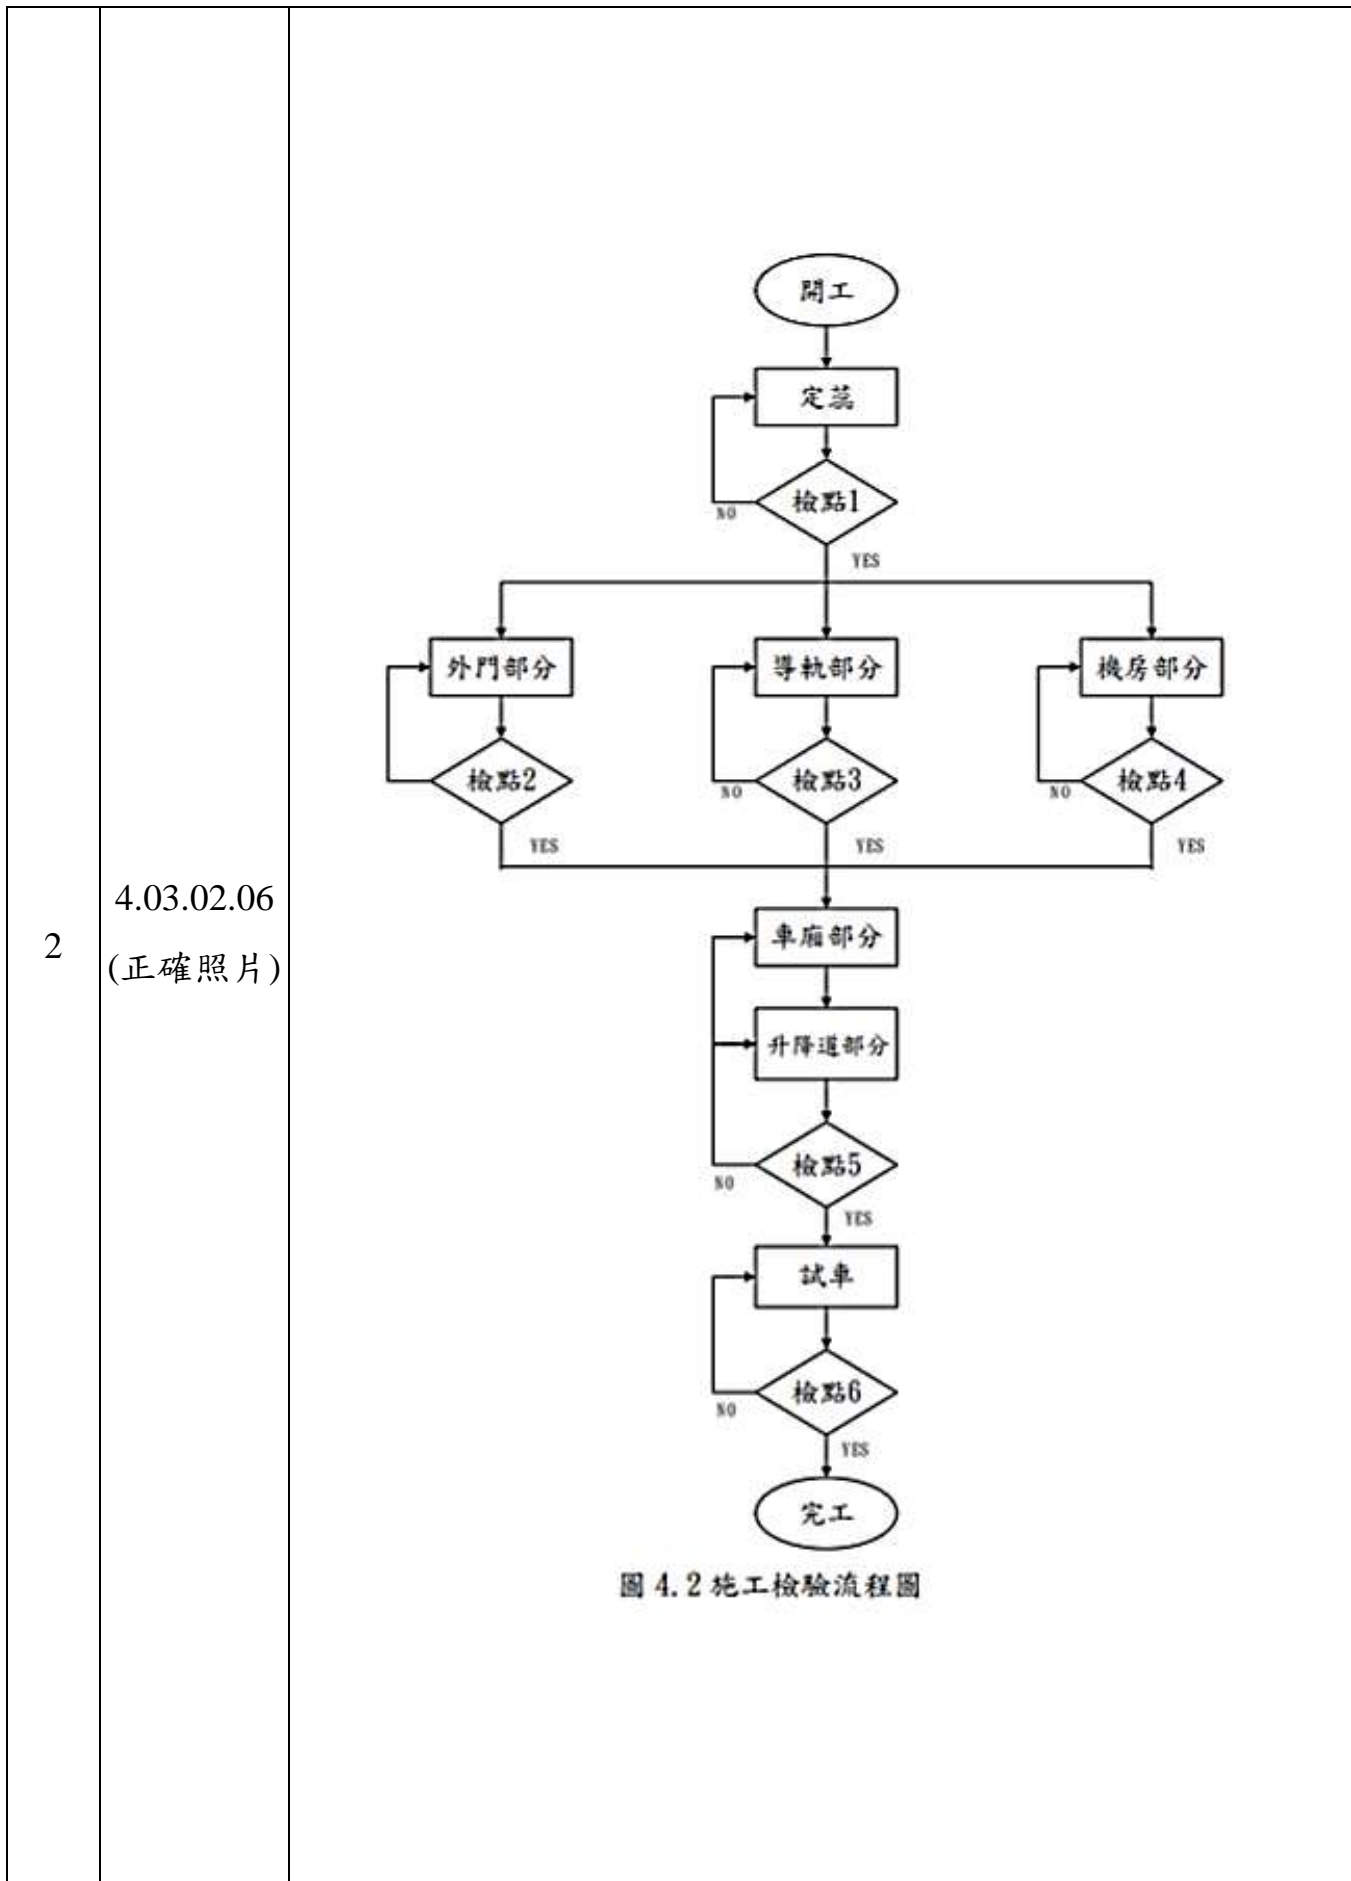 2
4.03.02.06
(正確照片)
開工
定蕊
檢點1
NO
YES
外門部分
導軌部分
機房部分
檢點2
檢點3
檢點4
NO
NO
YES
YES
YES
車廂部分
升降道部分
檢點5
NO
YES
試車
檢點6
NO
YES
完工
圖 4.2 施工檢驗流程圖